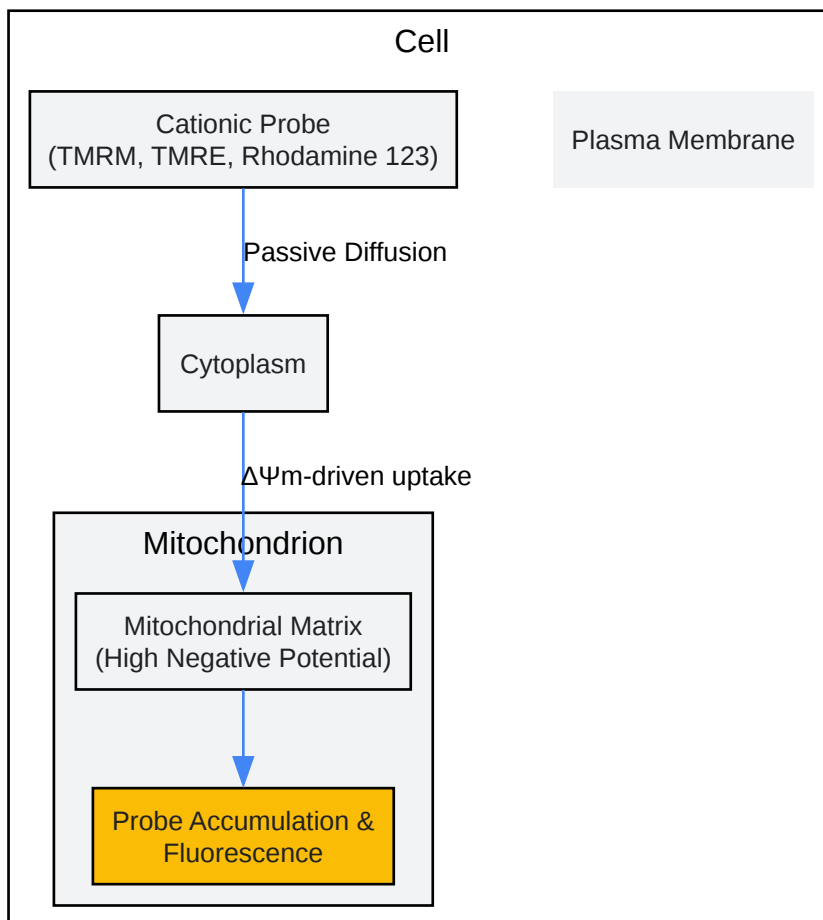 Cell
Cationic Probe
(TMRM, TMRE, Rhodamine 123)
Plasma Membrane
Passive Diffusion
Cytoplasm
ΔΨm-driven uptake
Mitochondrion
Mitochondrial Matrix
(High Negative Potential)
Probe Accumulation &
Fluorescence